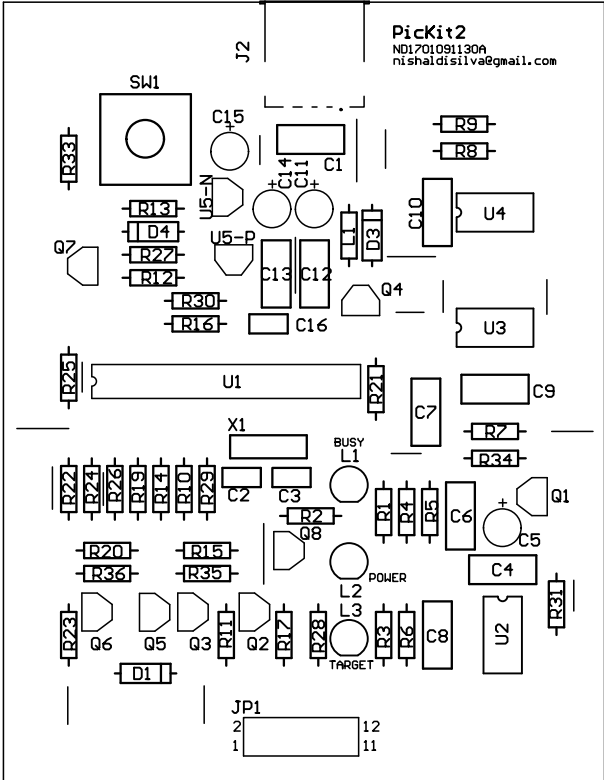 PicKit2
ND1701091130A
nishaldisilva@gmail.com
J2
SW1
C15
R9
R33
R8
C1
C14
C11
U5-N
C10
U4
R13
L1
D3
D4
U5-P
Q7
R27
R12
C13
C12
Q4
R30
R16
C16
U3
R25
U1
R21
C9
C7
X1
R7
BUSY
L1
R34
R22
R24
R26
R19
R14
R10
R29
C2
C3
R1
R4
R5
C6
Q1
R2
Q8
C5
R20
R15
R36
R35
POWER
C4
L2
L3
R31
R23
Q6
Q5
Q3
R11
Q2
R17
R28
TARGET
R3
R6
C8
U2
D1
JP1
2
12
1
11